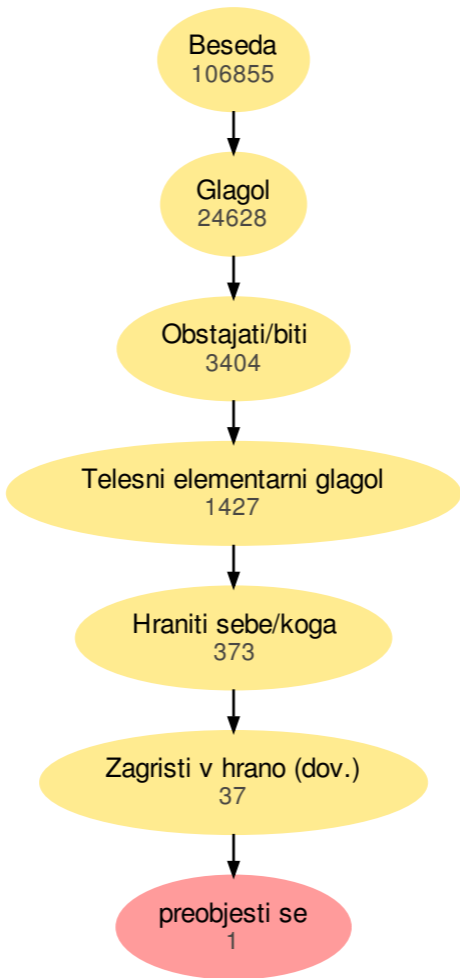 Beseda
106855
Glagol
24628
Obstajati/biti
3404
Telesni elementarni glagol
1427
Hraniti sebe/koga
373
Zagristi v hrano (dov.)
37
preobjesti se
1